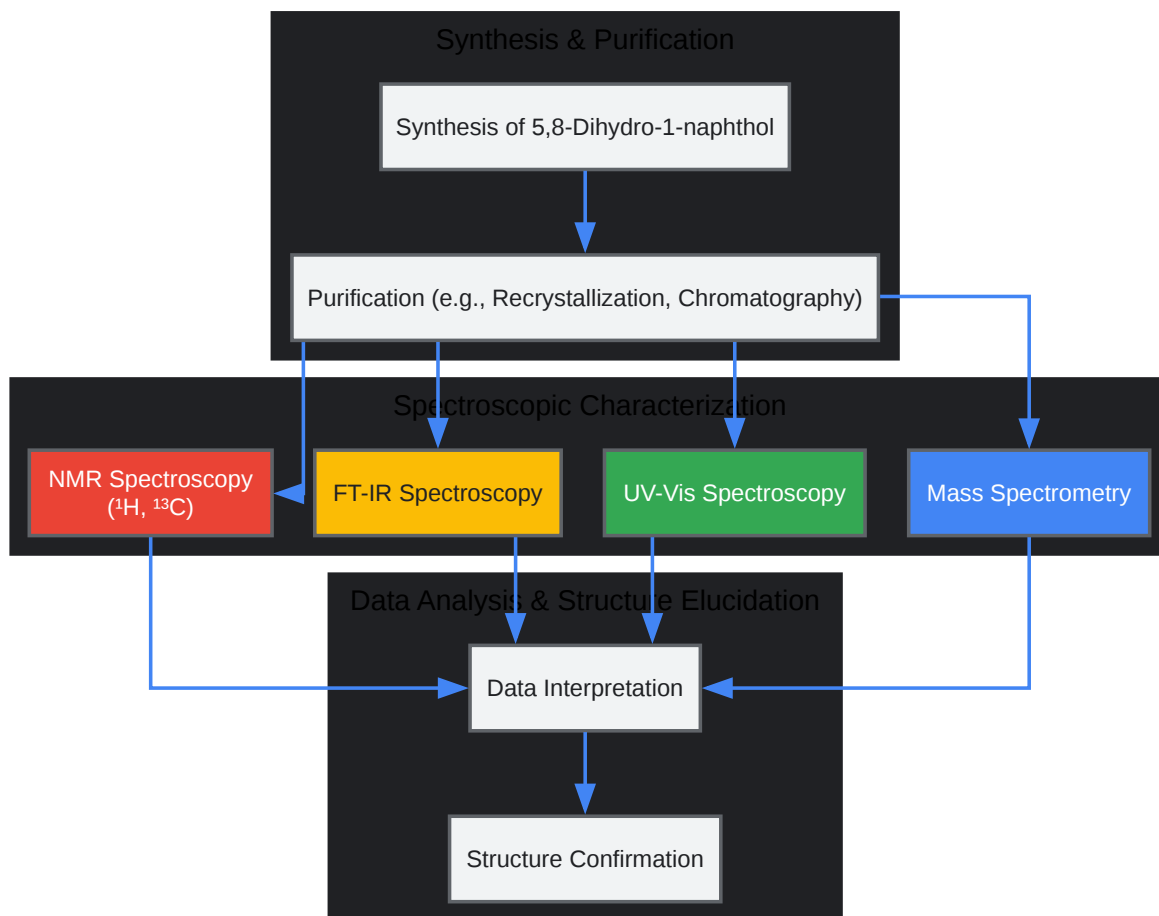 Synthesis & Purification
Synthesis of 5,8-Dihydro-1-naphthol
Purification (e.g., Recrystallization, Chromatography)
Spectroscopic Characterization
NMR Spectroscopy
(¹H, ¹³C)
FT-IR Spectroscopy
UV-Vis Spectroscopy
Mass Spectrometry
Data Analysis & Structure Elucidation
Data Interpretation
Structure Confirmation